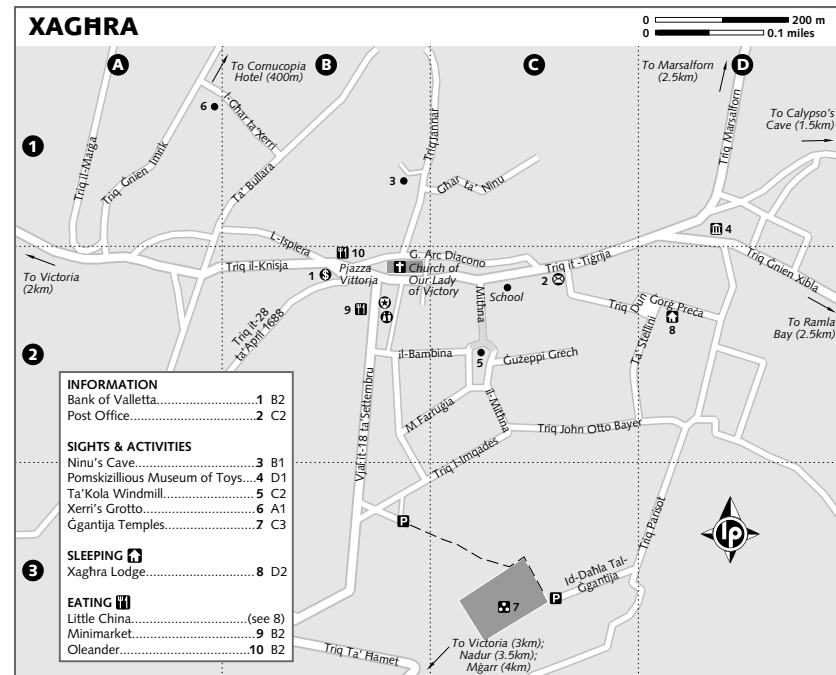 XAGĦRA
0 200 m
0 0.1 miles
A
B
C
D
1
2
3
To Cornucopia
Hotel (400m)
To Marsalforn
(2.5km)
To Calypso's
Cave (1.5km)
6
l-Għar ta'Xerri
Triq il-Marġa
Triq Ġnien Imrik
Ta' Bullara
Triq Jannar
3
Għar ta' Ninu
Triq Marsalforn
4
L-Ispiera
10
G. Arc Diacono
Triq it-Tiġrija
To Victoria
(2km)
Triq il-Knisja
1
Pjazza
Vittorja
Church of
Our Lady
of Victory
School
2
Triq Ġnien Xibla
Triq it-28
ta'April 1688
9
Mitħna
Triq Dun Ġorġ Preca
8
To Ramla
Bay (2.5km)
il-Bambina
5
Ġużeppi Grech
Ta' Stellini
M Farruġia
il-Mitħna
Triq John Otto Bayer
Vjal it-18 ta'Settembru
Triq l-Imqades
P
Triq Parisot
Id-Daħla Tal-
Ġgantija
P
7
lp
To Victoria (3km);
Nadur (3.5km);
Mġarr (4km)
Triq Ta' Hamet
INFORMATION
Bank of Valletta.....................1 B2
Post Office.............................2 C2
SIGHTS & ACTIVITIES
Ninu's Cave............................3 B1
Pomskizillious Museum of Toys....4 D1
Ta'Kola Windmill....................5 C2
Xerri's Grotto.........................6 A1
Ġgantija Temples....................7 C3
SLEEPING
Xagħra Lodge.........................8 D2
EATING
Little China............................(see 8)
Minimarket............................9 B2
Oleander...............................10 B2